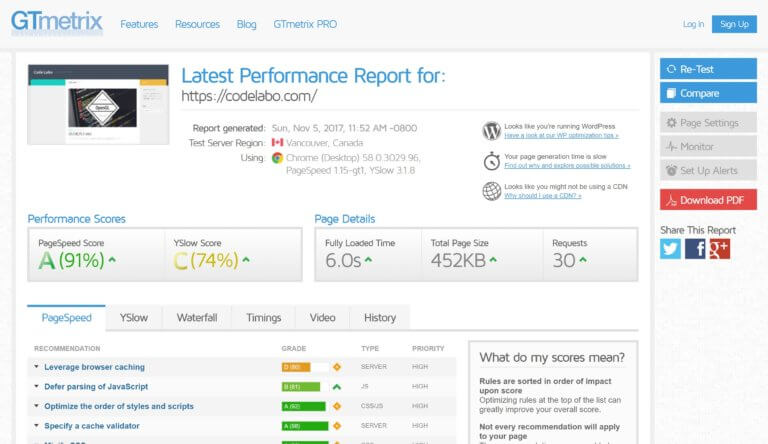 GTmetrix
Features
Resources
Blog
GTmetrix PRO
Log In
Sign Up
Code Labo
OpenGL
Latest Performance Report for:
https://codelabo.com/
Report generated: Sun, Nov 5, 2017, 11:52 AM -0800
Test Server Region: Vancouver, Canada
Using: Chrome (Desktop) 58.0.3029.96,
PageSpeed 1.15-gt1, YSlow 3.1.8
Looks like you're running WordPress
Have a look at our WP optimization tips »
Your page generation time is slow
Find out why and explore possible solutions »
Looks like you might not be using a CDN
Why should I use a CDN? »
Re-Test
Compare
Page Settings
Monitor
Set Up Alerts
Download PDF
Share This Report
Performance Scores
PageSpeed Score
A (91%)
YSlow Score
C (74%)
Page Details
Fully Loaded Time
6.0s
Total Page Size
452KB
Requests
30
PageSpeed
YSlow
Waterfall
Timings
Video
History
RECOMMENDATION GRADE TYPE PRIORITY
Leverage browser caching D (60) SERVER HIGH
Defer parsing of JavaScript B (81) JS HIGH
Optimize the order of styles and scripts A (92) CSS/JS HIGH
Specify a cache validator A (98) SERVER HIGH
What do my scores mean?
Rules are sorted in order of impact
upon score
Optimizing rules at the top of the list can
greatly improve your overall score.
Not every recommendation will apply
to your page